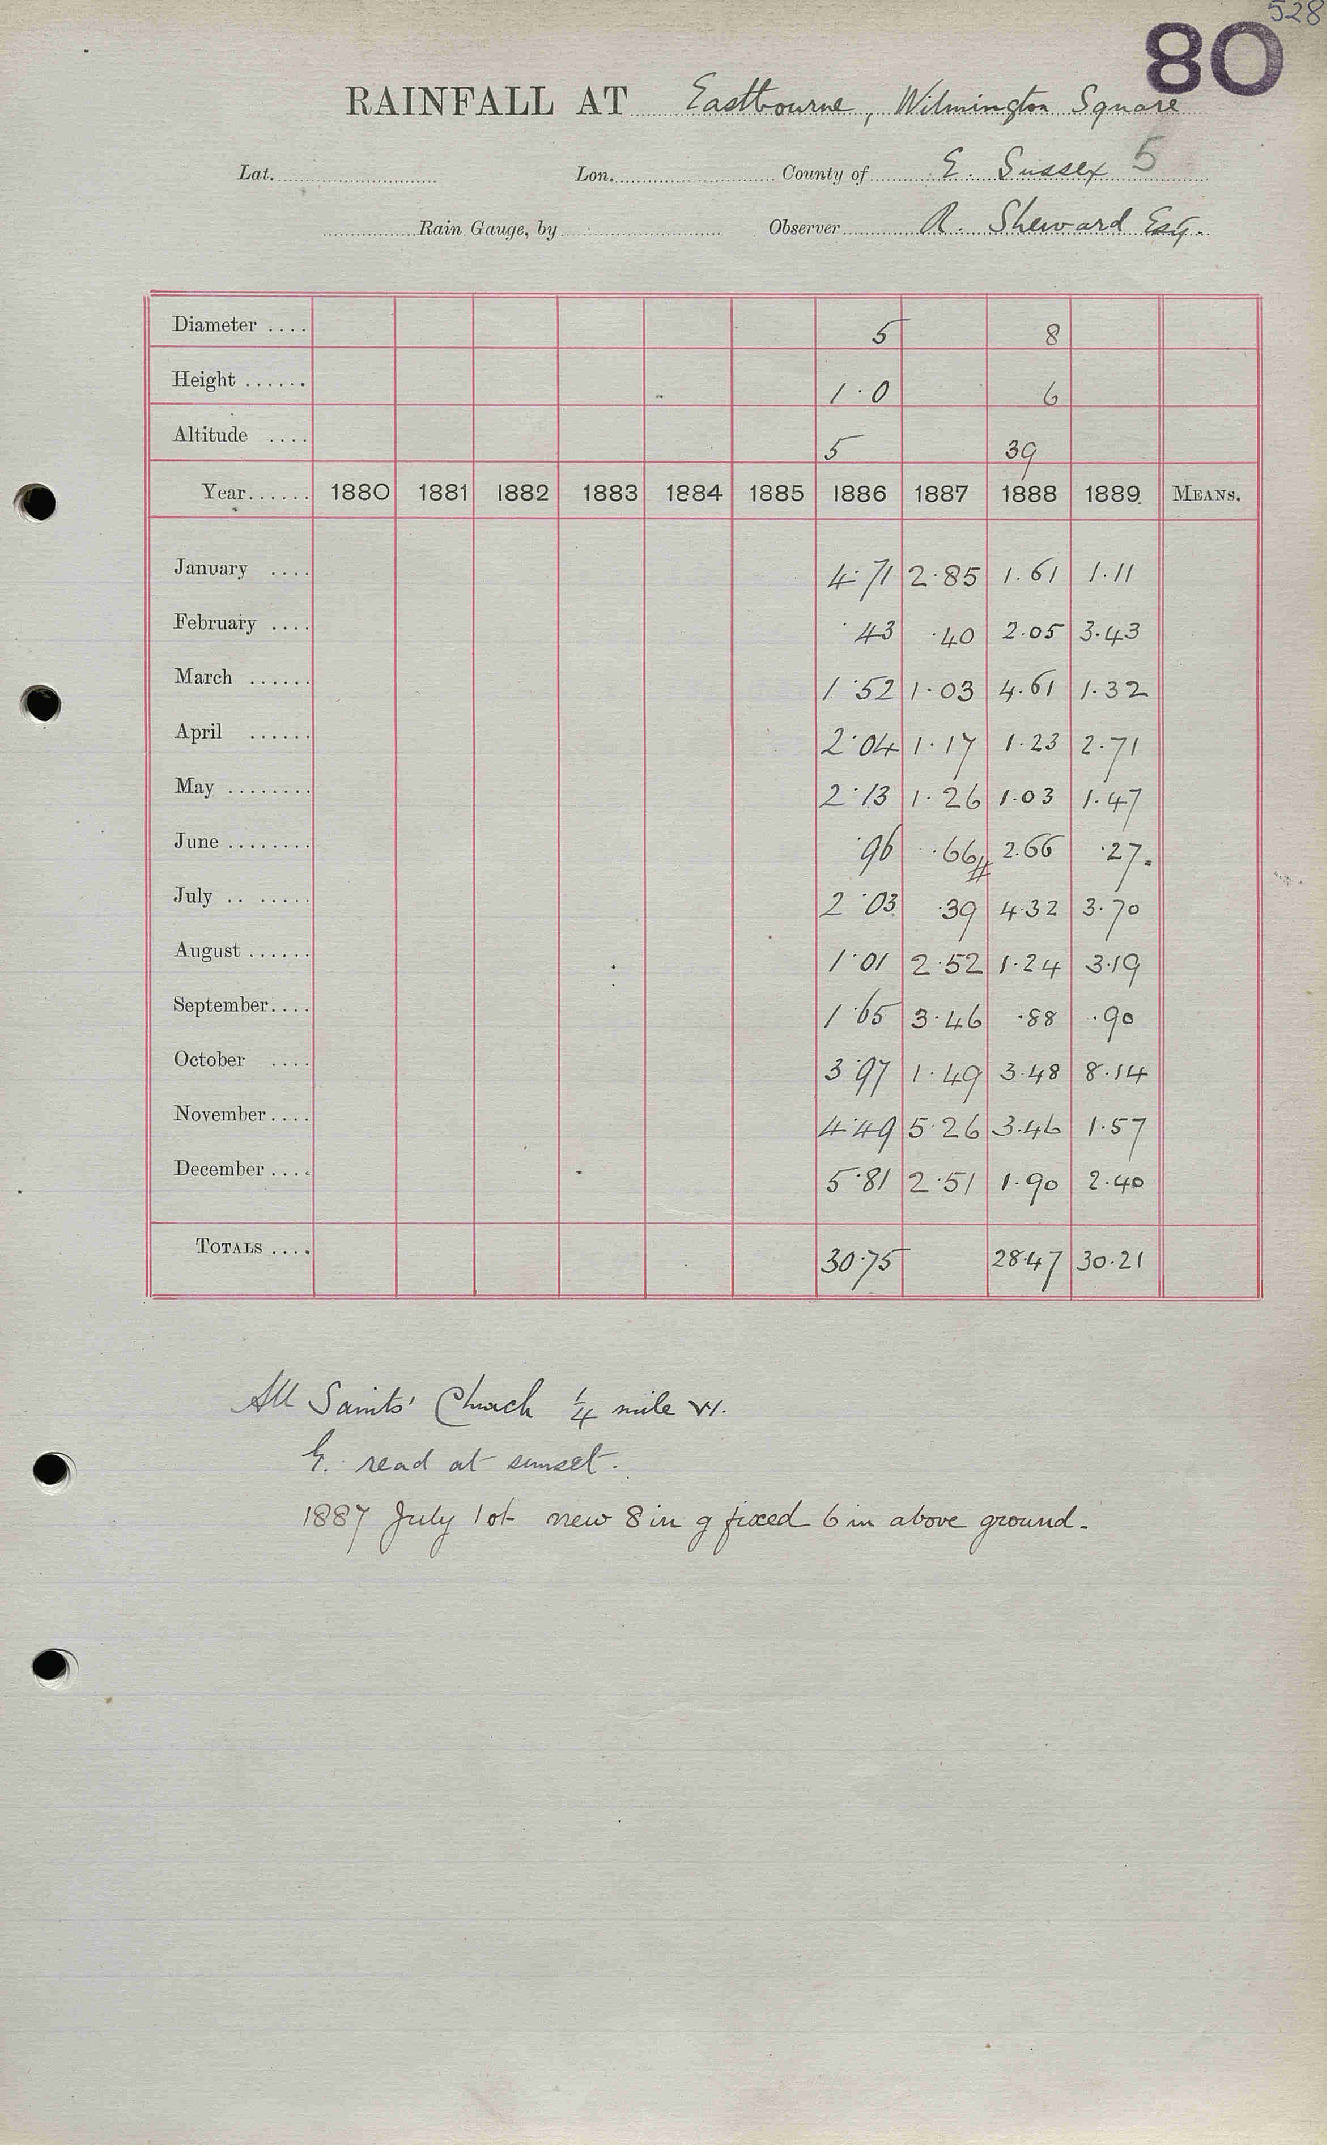 528
80
RAINFALL AT Eastbourne, Wilmington Square
Lat. Lon. County of E. Sussex 5
Rain Gauge, by Observer R. Sheward Esq.
Diameter .... 5 8
Height ...... 1·0 6
Altitude .... 5 39
Year...... 1880 1881 1882 1883 1884 1885 1886 1887 1888 1889 MEANS.
January .... 4·71 2·85 1·61 1·11
February .... ·43 ·40 2·05 3·43
March ...... 1·52 1·03 4·61 1·32
April ...... 2·04 1·17 1·23 2·71
May ........ 2·13 1·26 1·03 1·47
June ........ ·96 ·66 2.66 ·27
July .. ..... 2·03 ·39 4·32 3·70
August ...... 1·01 2·52 1·24 3·19
September.... 1·65 3·46 ·88 ·90
October .... 3·97 1·49 3·48 8·14
November.... 4·49 5·26 3·46 1·57
December .... 5·81 2·51 1·90 2·40
TOTALS .... 30·75 28·47 30·21
All Saints' Church 1/4 mile W.
G. read at sunset.
1887 July 1st new 8 in g fixed 6 in above ground.